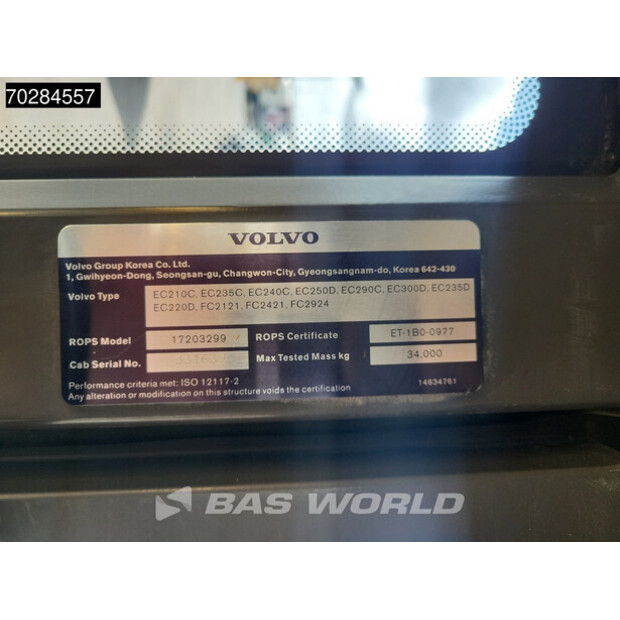 70284557
VOLVO
Volvo Group Korea Co. Ltd.
1, Gwihyeon-Dong, Seongsan-gu, Changwon-City, Gyeongsangnam-do, Korea 642-430
Volvo Type EC210C, EC235C, EC240C, EC250D, EC290C, EC300D, EC235D
EC220D, FC2121, FC2421, FC2924
ROPS Model 17203299 ROPS Certificate ET-1B0-0977
Cab Serial No. Max Tested Mass kg 34,000
Performance criteria met: ISO 12117-2
Any alteration or modification on this structure voids the certification 14634761
BAS WORLD